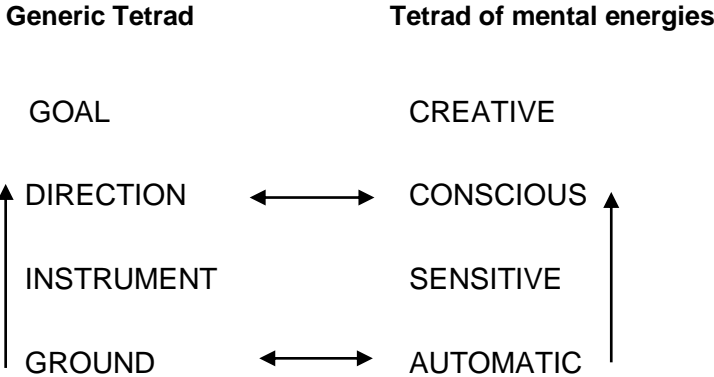 Generic Tetrad Tetrad of mental energies
GOAL CREATIVE
DIRECTION CONSCIOUS
INSTRUMENT SENSITIVE
GROUND AUTOMATIC